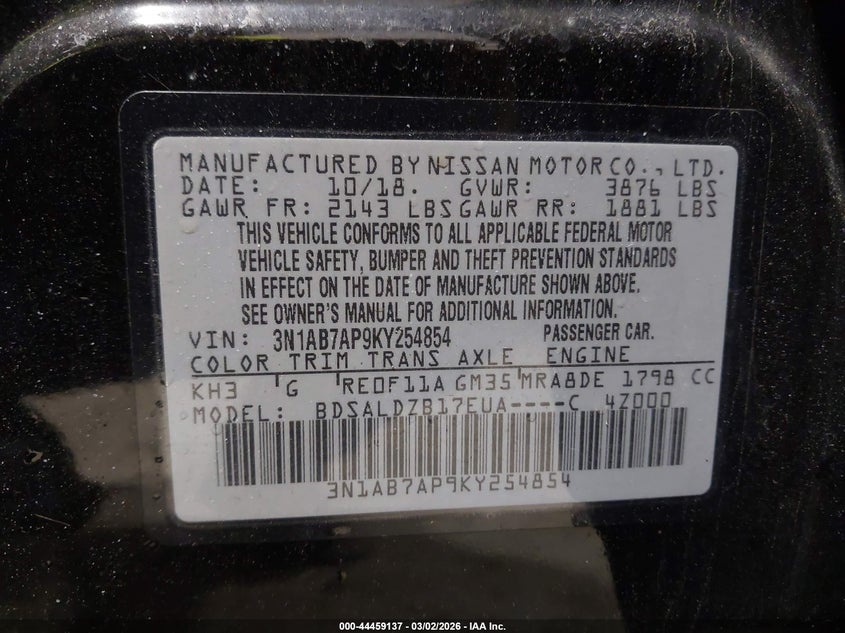 MANUFACTURED BY NISSAN MOTOR CO., LTD.
DATE: 10/18. GVWR: 3876 LBS
GAWR FR: 2143 LBS GAWR RR: 1881 LBS
THIS VEHICLE CONFORMS TO ALL APPLICABLE FEDERAL MOTOR
VEHICLE SAFETY, BUMPER AND THEFT PREVENTION STANDARDS
IN EFFECT ON THE DATE OF MANUFACTURE SHOWN ABOVE.
SEE OWNER'S MANUAL FOR ADDITIONAL INFORMATION.
VIN: 3N1AB7AP9KY254854 PASSENGER CAR.
COLOR TRIM TRANS AXLE ENGINE
KH3 G RE0F11A GM35 MRA8DE 1798 CC
MODEL: BDSALDZB17EUA----C 4Z000
3N1AB7AP9KY254854
000-44459137 - 03/02/2026 - IAA Inc.